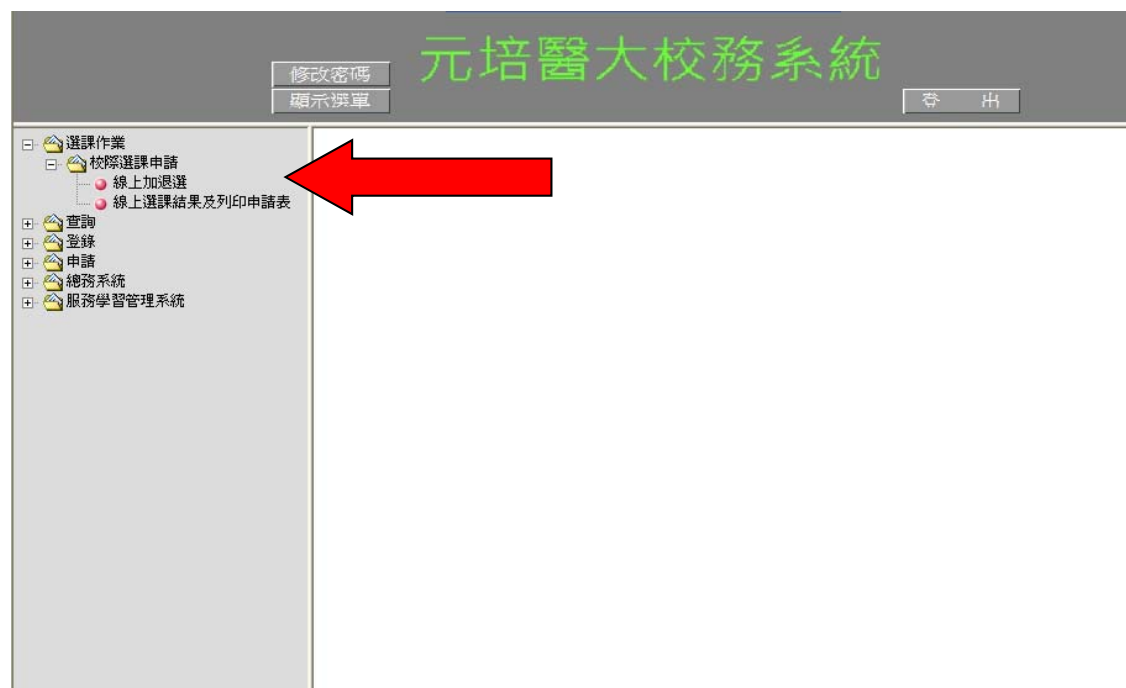 元培醫大校務系統
修改密碼
顯示選單
登 出
選課作業
校際選課申請
線上加退選
線上選課結果及列印申請表
查詢
登錄
申請
總務系統
服務學習管理系統